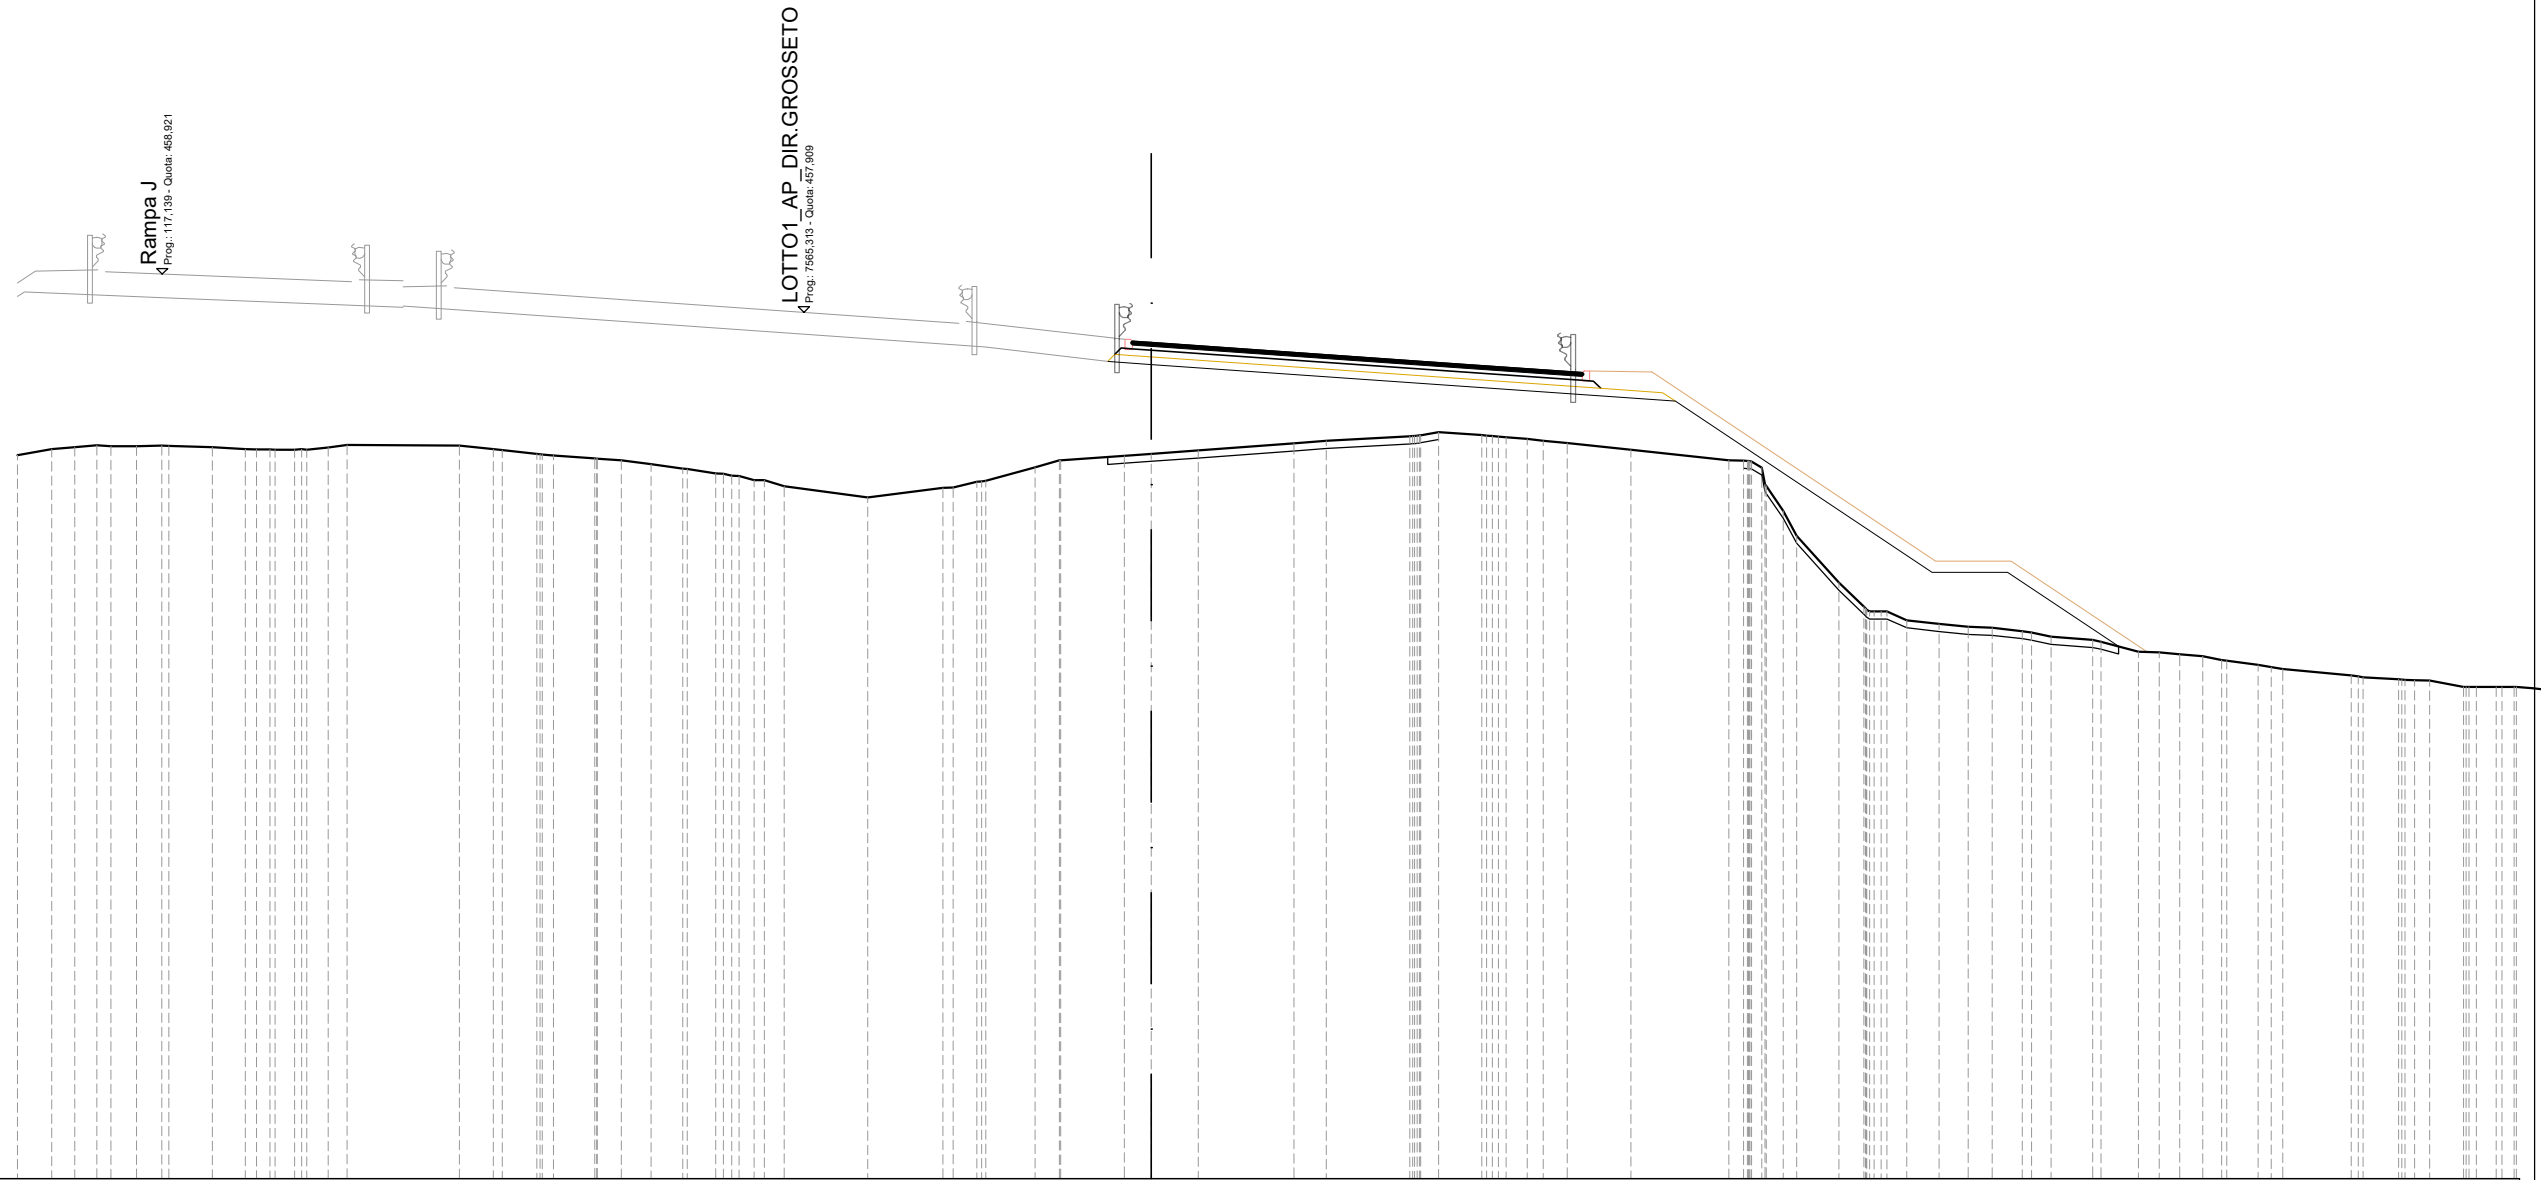 Rampa J
Prog.: 117,139 - Quota: 458,921
LOTTO1_AP_DIR.GROSSETO
Prog.: 7565,313 - Quota: 457,909